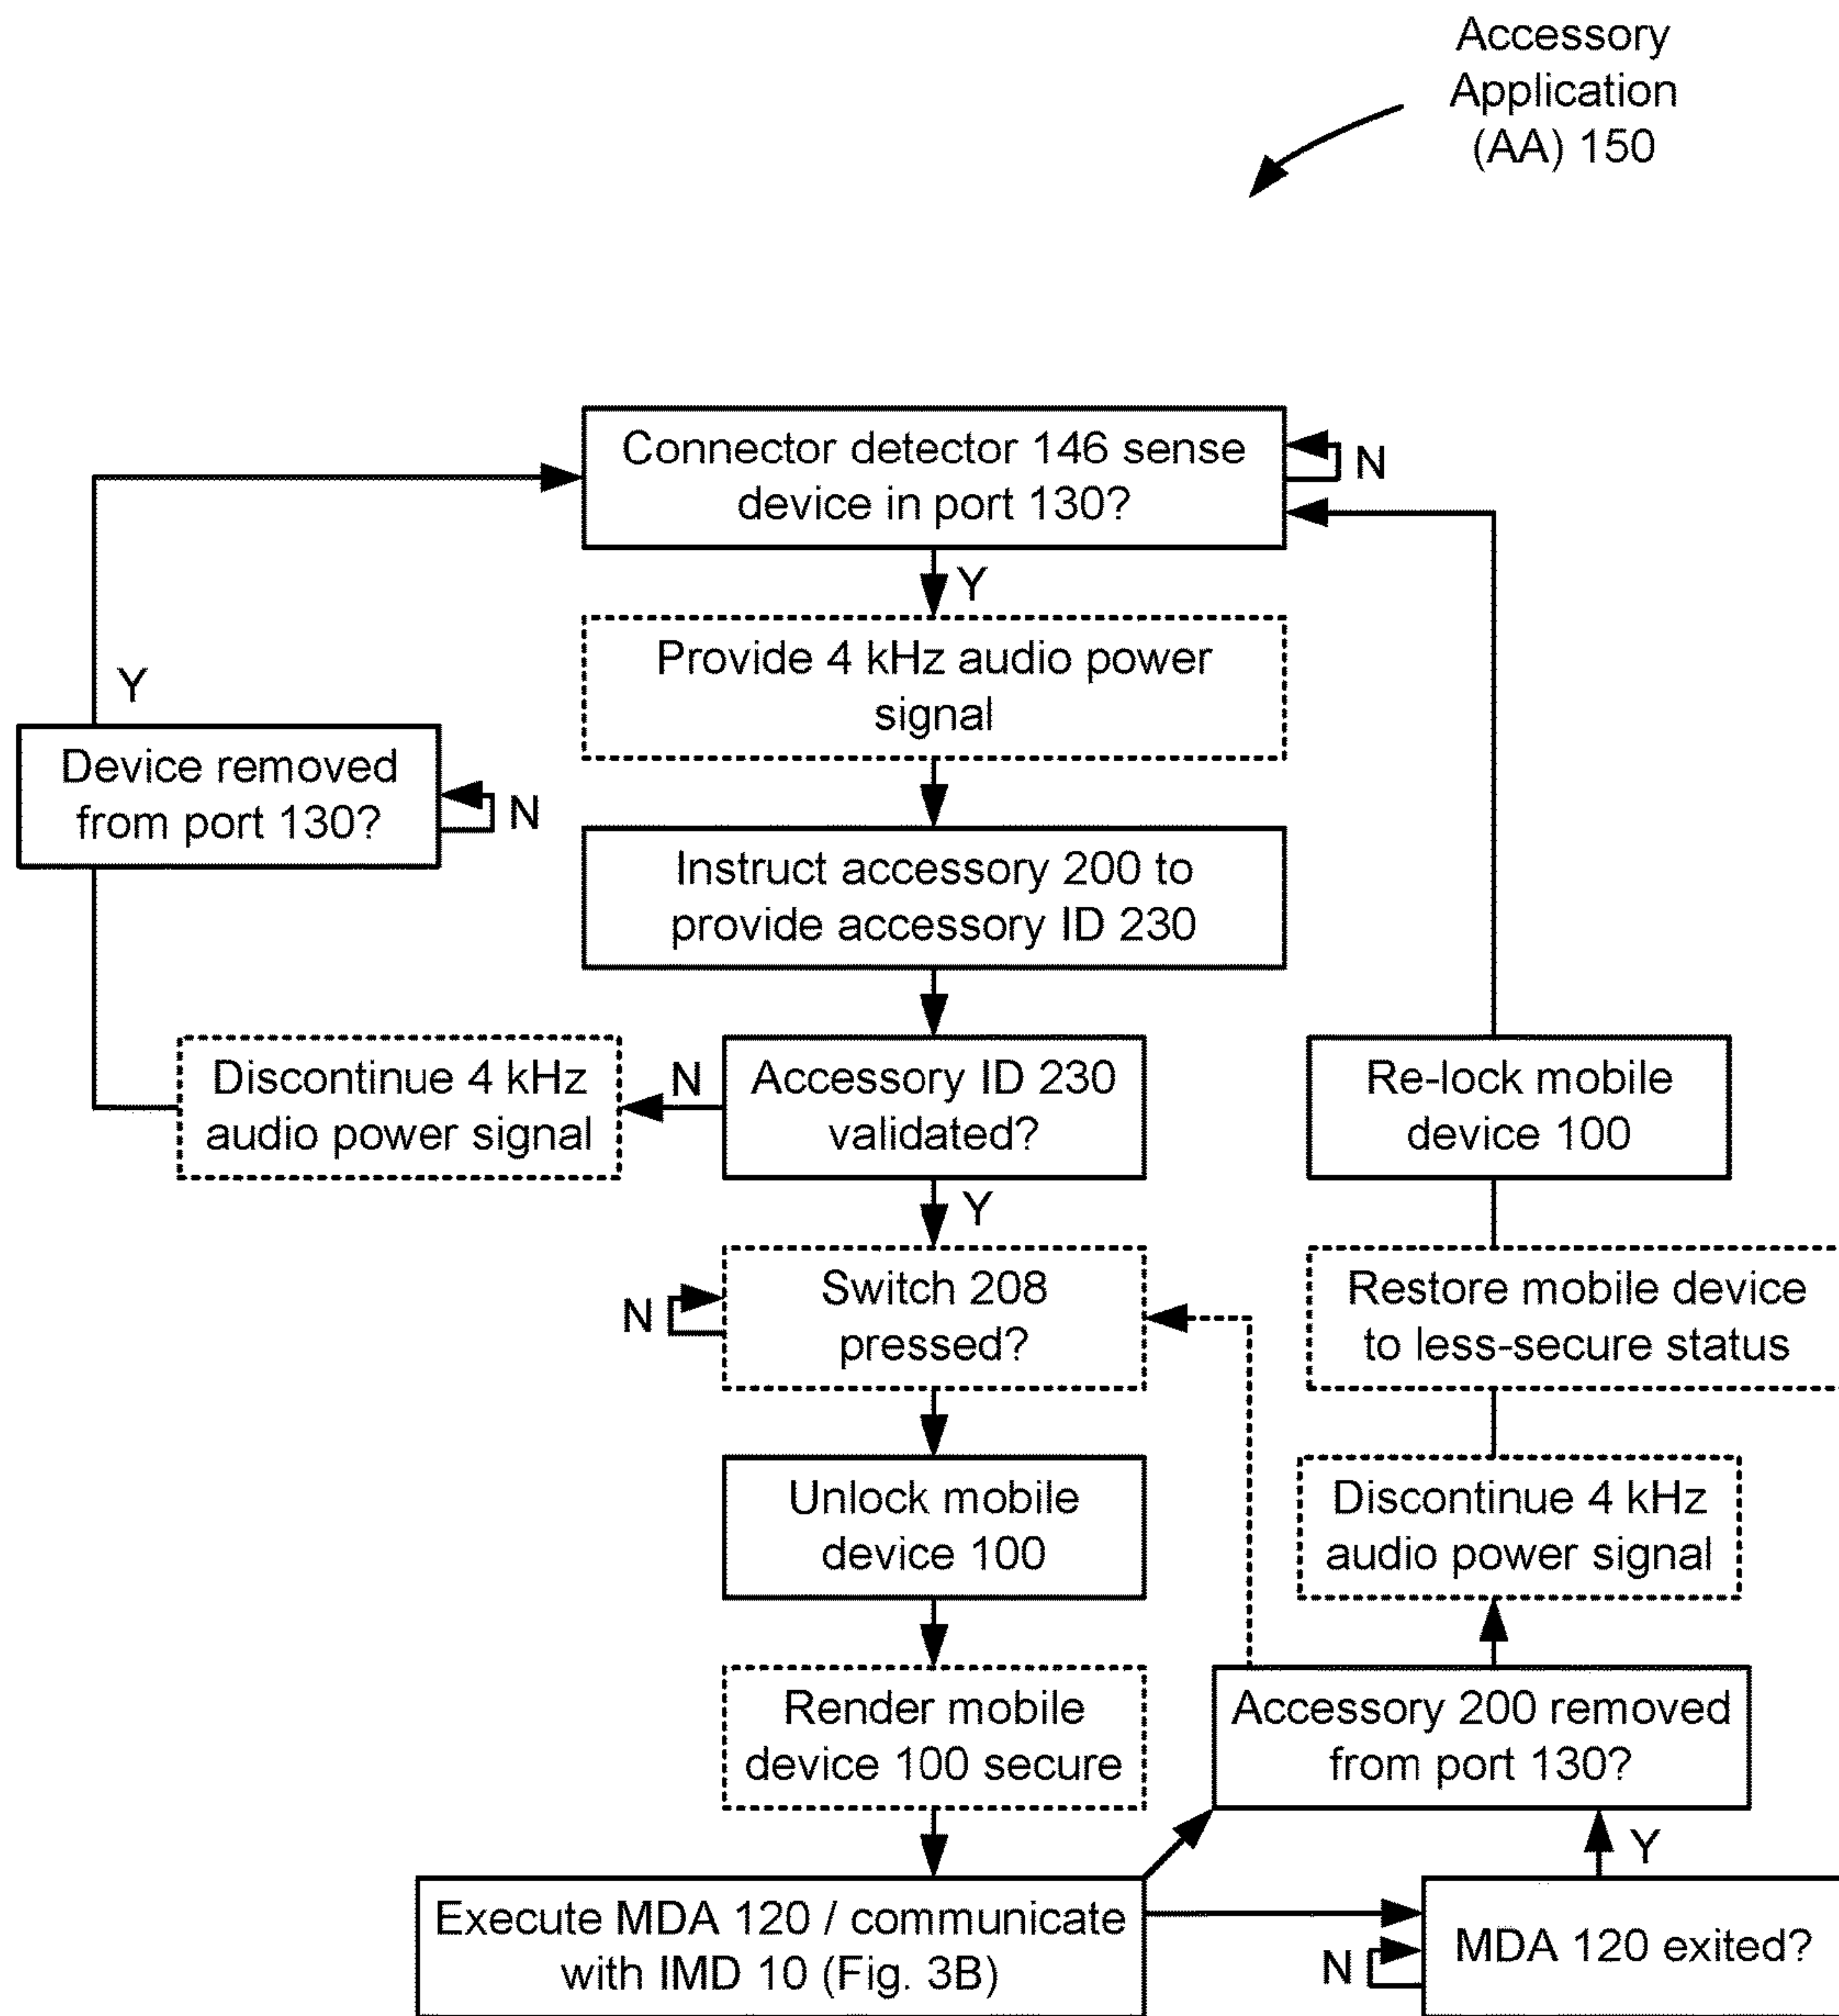 Accessory
Application
(AA) 150
Connector detector 146 sense
device in port 130?
N
Y
Provide 4 kHz audio power
signal
Y
Device removed
from port 130?
N
Instruct accessory 200 to
provide accessory ID 230
Discontinue 4 kHz
audio power signal
N
Accessory ID 230
validated?
Re-lock mobile
device 100
Y
Switch 208
pressed?
N
Restore mobile device
to less-secure status
Unlock mobile
device 100
Discontinue 4 kHz
audio power signal
Render mobile
device 100 secure
Accessory 200 removed
from port 130?
Y
Execute MDA 120 / communicate
with IMD 10 (Fig. 3B)
MDA 120 exited?
N